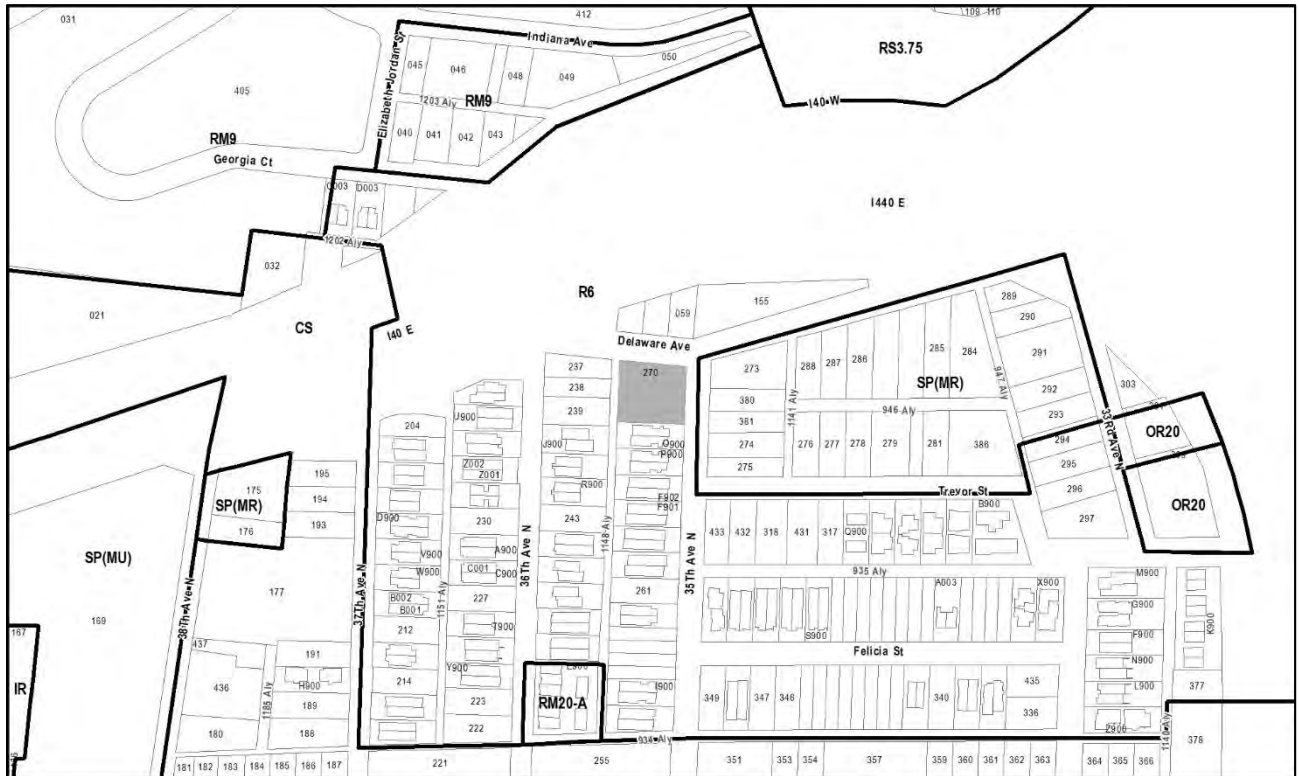 031
412
109 110
Indiana Ave
RS3.75
050
045
046
048
049
405
Elizabeth Jordan St
1203 Aly
RM9
I40 W
RM9
040
041
042
043
Georgia Ct
D003
I440 E
1202 Aly
032
R6
289
021
059
155
290
CS
I40 E
Delaware Ave
291
237
270
273
288
287
286
285
284
947 Aly
238
SP(MR)
303
380
292
204
U900
239
381
1141 Aly
946 Aly
293
33Rd Ave N
J900
O900
274
276
277
278
279
281
386
294
OR20
P900
195
Z002
Z001
275
295
175
R900
F902
Trevor St
296
SP(MR)
194
F901
B900
OR20
176
193
D900
230
243
1148 Aly
433
432
318
431
317
Q900
297
SP(MU)
V900
A900
36Th Ave N
35Th Ave N
935 Aly
W900
C001
C900
M900
177
A003
X900
38Th Ave N
37Th Ave N
B002
B001
1151 Aly
227
261
G900
K900
169
212
T900
S900
F900
167
437
191
Felicia St
N900
Y900
436
H900
214
I900
349
347
346
340
435
L900
377
IR
1185 Aly
189
223
RM20-A
336
180
188
222
Z900
1140 Aly
934 Aly
378
181
182
183
184
185
186
187
221
255
351
353
354
357
359
360
361
362
363
364
365
366